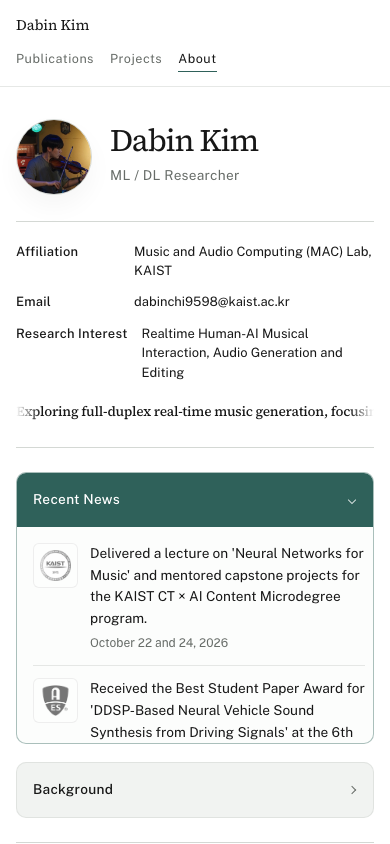 Dabin Kim
Publications Projects About
Dabin Kim
ML / DL Researcher
Affiliation Music and Audio Computing (MAC) Lab,
KAIST
Email dabinchi9598@kaist.ac.kr
Research Interest Realtime Human-AI Musical
Interaction, Audio Generation and
Editing
Exploring full-duplex real-time music generation, focusi
Recent News
KAIST
Delivered a lecture on 'Neural Networks for
Music' and mentored capstone projects for
the KAIST CT × AI Content Microdegree
program.
October 22 and 24, 2026
AES
Received the Best Student Paper Award for
'DDSP-Based Neural Vehicle Sound
Synthesis from Driving Signals' at the 6th
Background